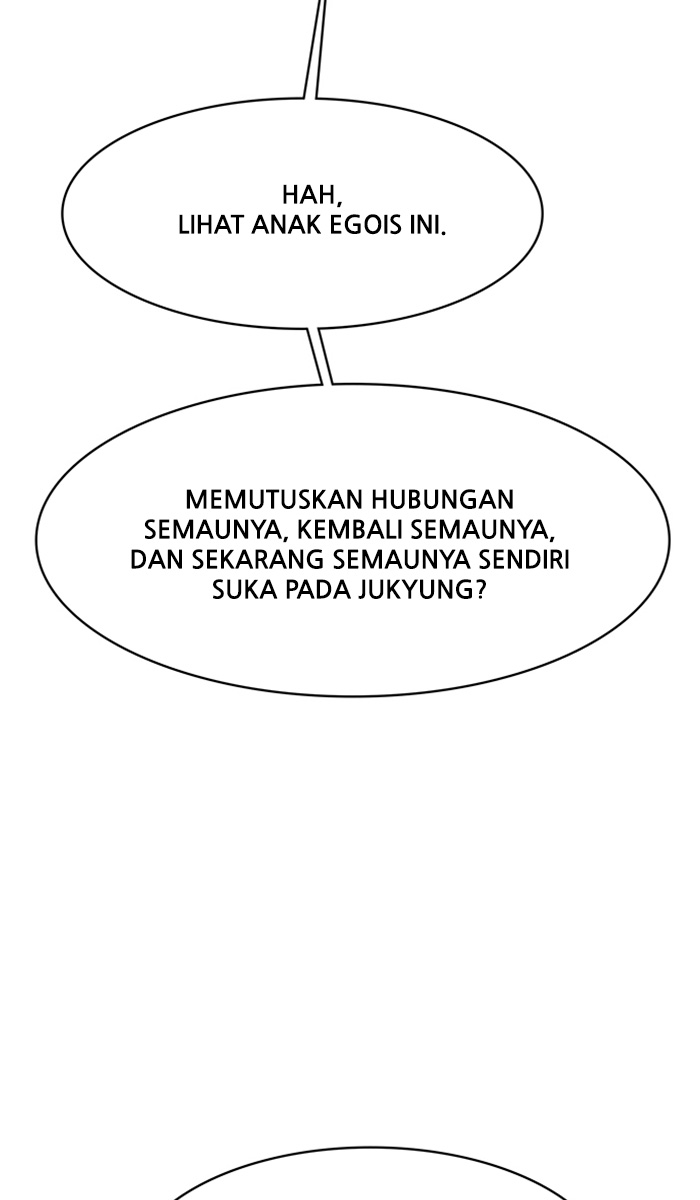 HAH,
LIHAT ANAK EGOIS INI.
MEMUTUSKAN HUBUNGAN
SEMAUNYA, KEMBALI SEMAUNYA,
DAN SEKARANG SEMAUNYA SENDIRI
SUKA PADA JUKYUNG?